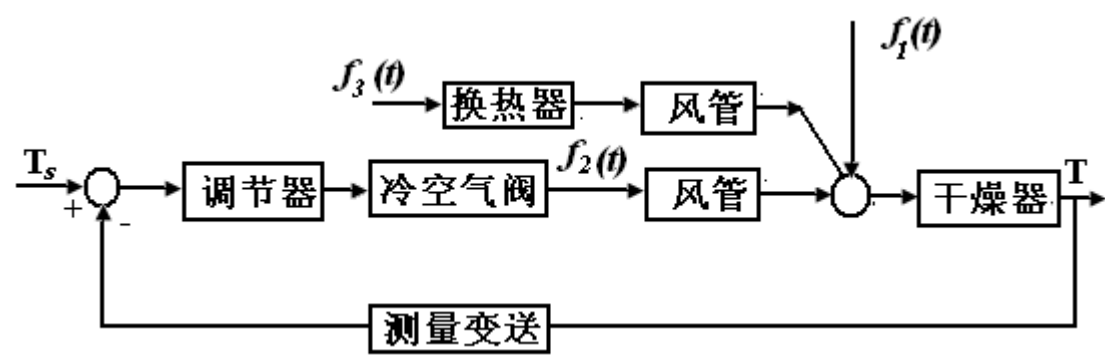 f₁(t)
f₃(t) 换热器 风管
Tₛ + - 调节器 冷空气阀 f₂(t) 风管 干燥器 T
测量变送